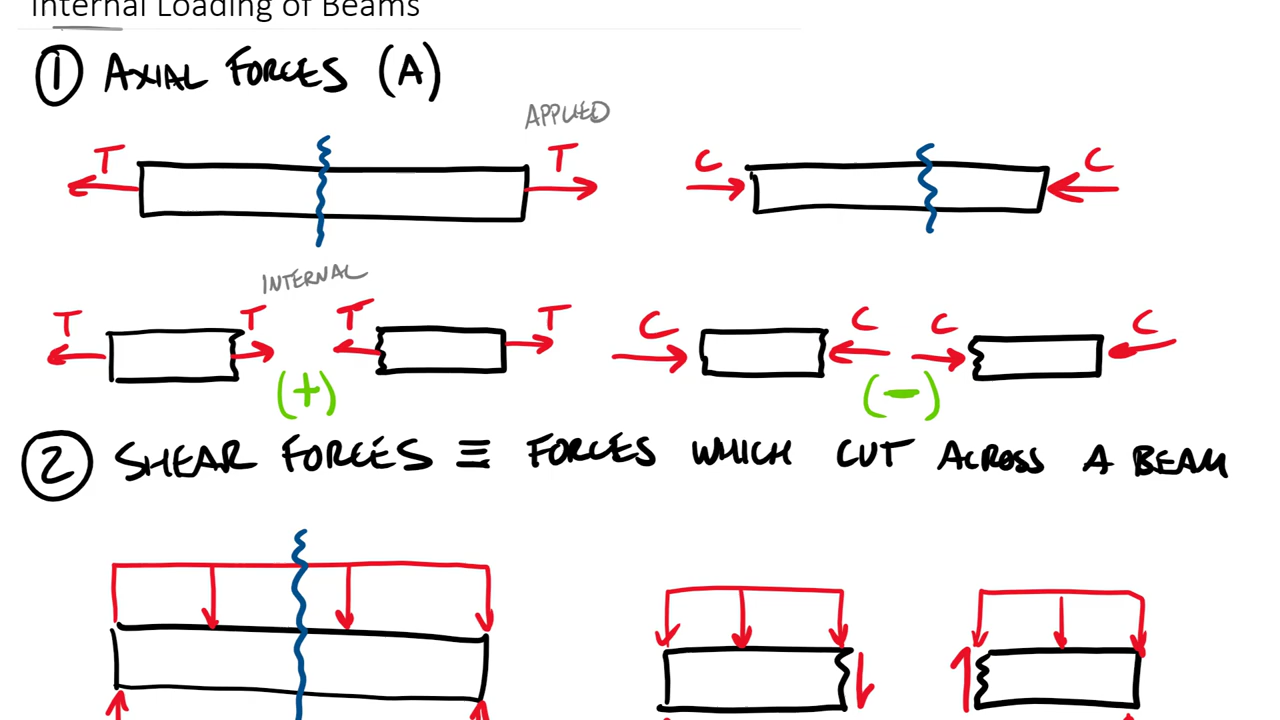 Internal Loading of Beams
① AXIAL FORCES (A)
APPLIED
T T C C
INTERNAL
T T T T C C C C
(+) (-)
② SHEAR FORCES ≡ FORCES WHICH CUT ACROSS A BEAM